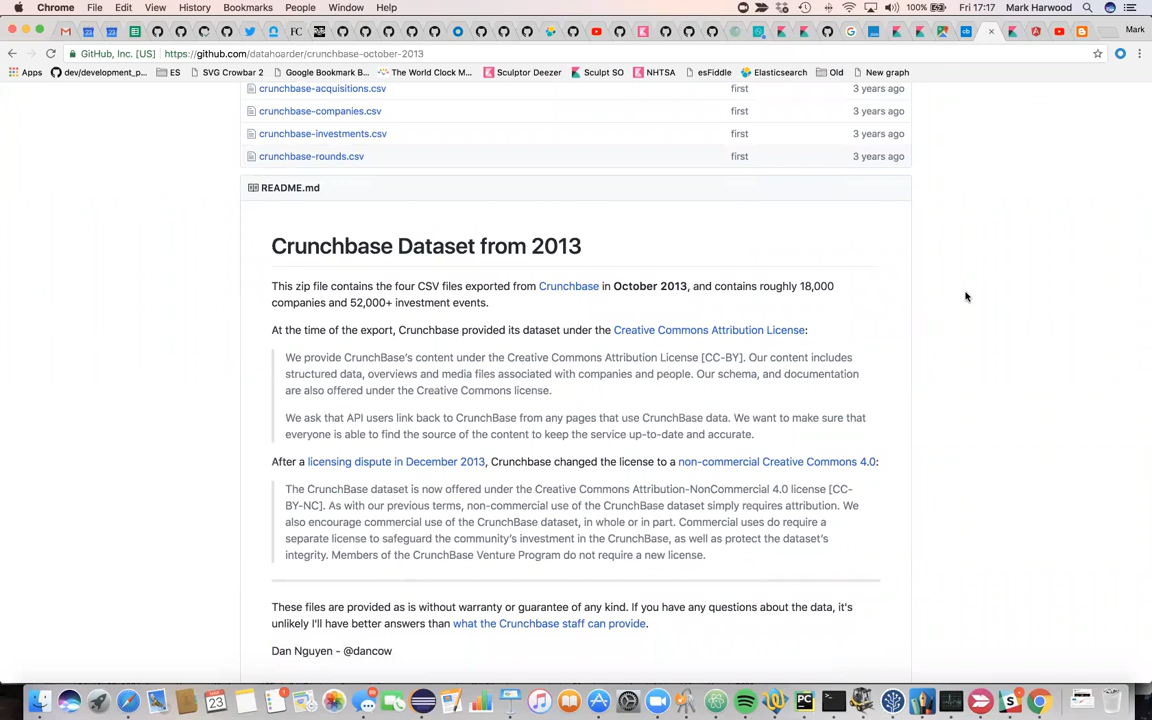 Chrome File Edit View History Bookmarks People Window Help 100% Fri 17:17 Mark Harwood
Mark
GitHub, Inc. [US] https://github.com/datahoarder/crunchbase-october-2013
Apps dev/development_p... ES SVG Crowbar 2 Google Bookmark B... The World Clock M... Sculptor Deezer Sculpt SO NHTSA esFiddle Elasticsearch Old New graph
crunchbase-acquisitions.csv first 3 years ago
crunchbase-companies.csv first 3 years ago
crunchbase-investments.csv first 3 years ago
crunchbase-rounds.csv first 3 years ago
README.md
Crunchbase Dataset from 2013
This zip file contains the four CSV files exported from Crunchbase in October 2013, and contains roughly 18,000
companies and 52,000+ investment events.
At the time of the export, Crunchbase provided its dataset under the Creative Commons Attribution License:
We provide CrunchBase's content under the Creative Commons Attribution License [CC-BY]. Our content includes
structured data, overviews and media files associated with companies and people. Our schema, and documentation
are also offered under the Creative Commons license.
We ask that API users link back to CrunchBase from any pages that use CrunchBase data. We want to make sure that
everyone is able to find the source of the content to keep the service up-to-date and accurate.
After a licensing dispute in December 2013, Crunchbase changed the license to a non-commercial Creative Commons 4.0:
The CrunchBase dataset is now offered under the Creative Commons Attribution-NonCommercial 4.0 license [CC-
BY-NC]. As with our previous terms, non-commercial use of the CrunchBase dataset simply requires attribution. We
also encourage commercial use of the CrunchBase dataset, in whole or in part. Commercial uses do require a
separate license to safeguard the community's investment in the CrunchBase, as well as protect the dataset's
integrity. Members of the CrunchBase Venture Program do not require a new license.
These files are provided as is without warranty or guarantee of any kind. If you have any questions about the data, it's
unlikely I'll have better answers than what the Crunchbase staff can provide.
Dan Nguyen - @dancow